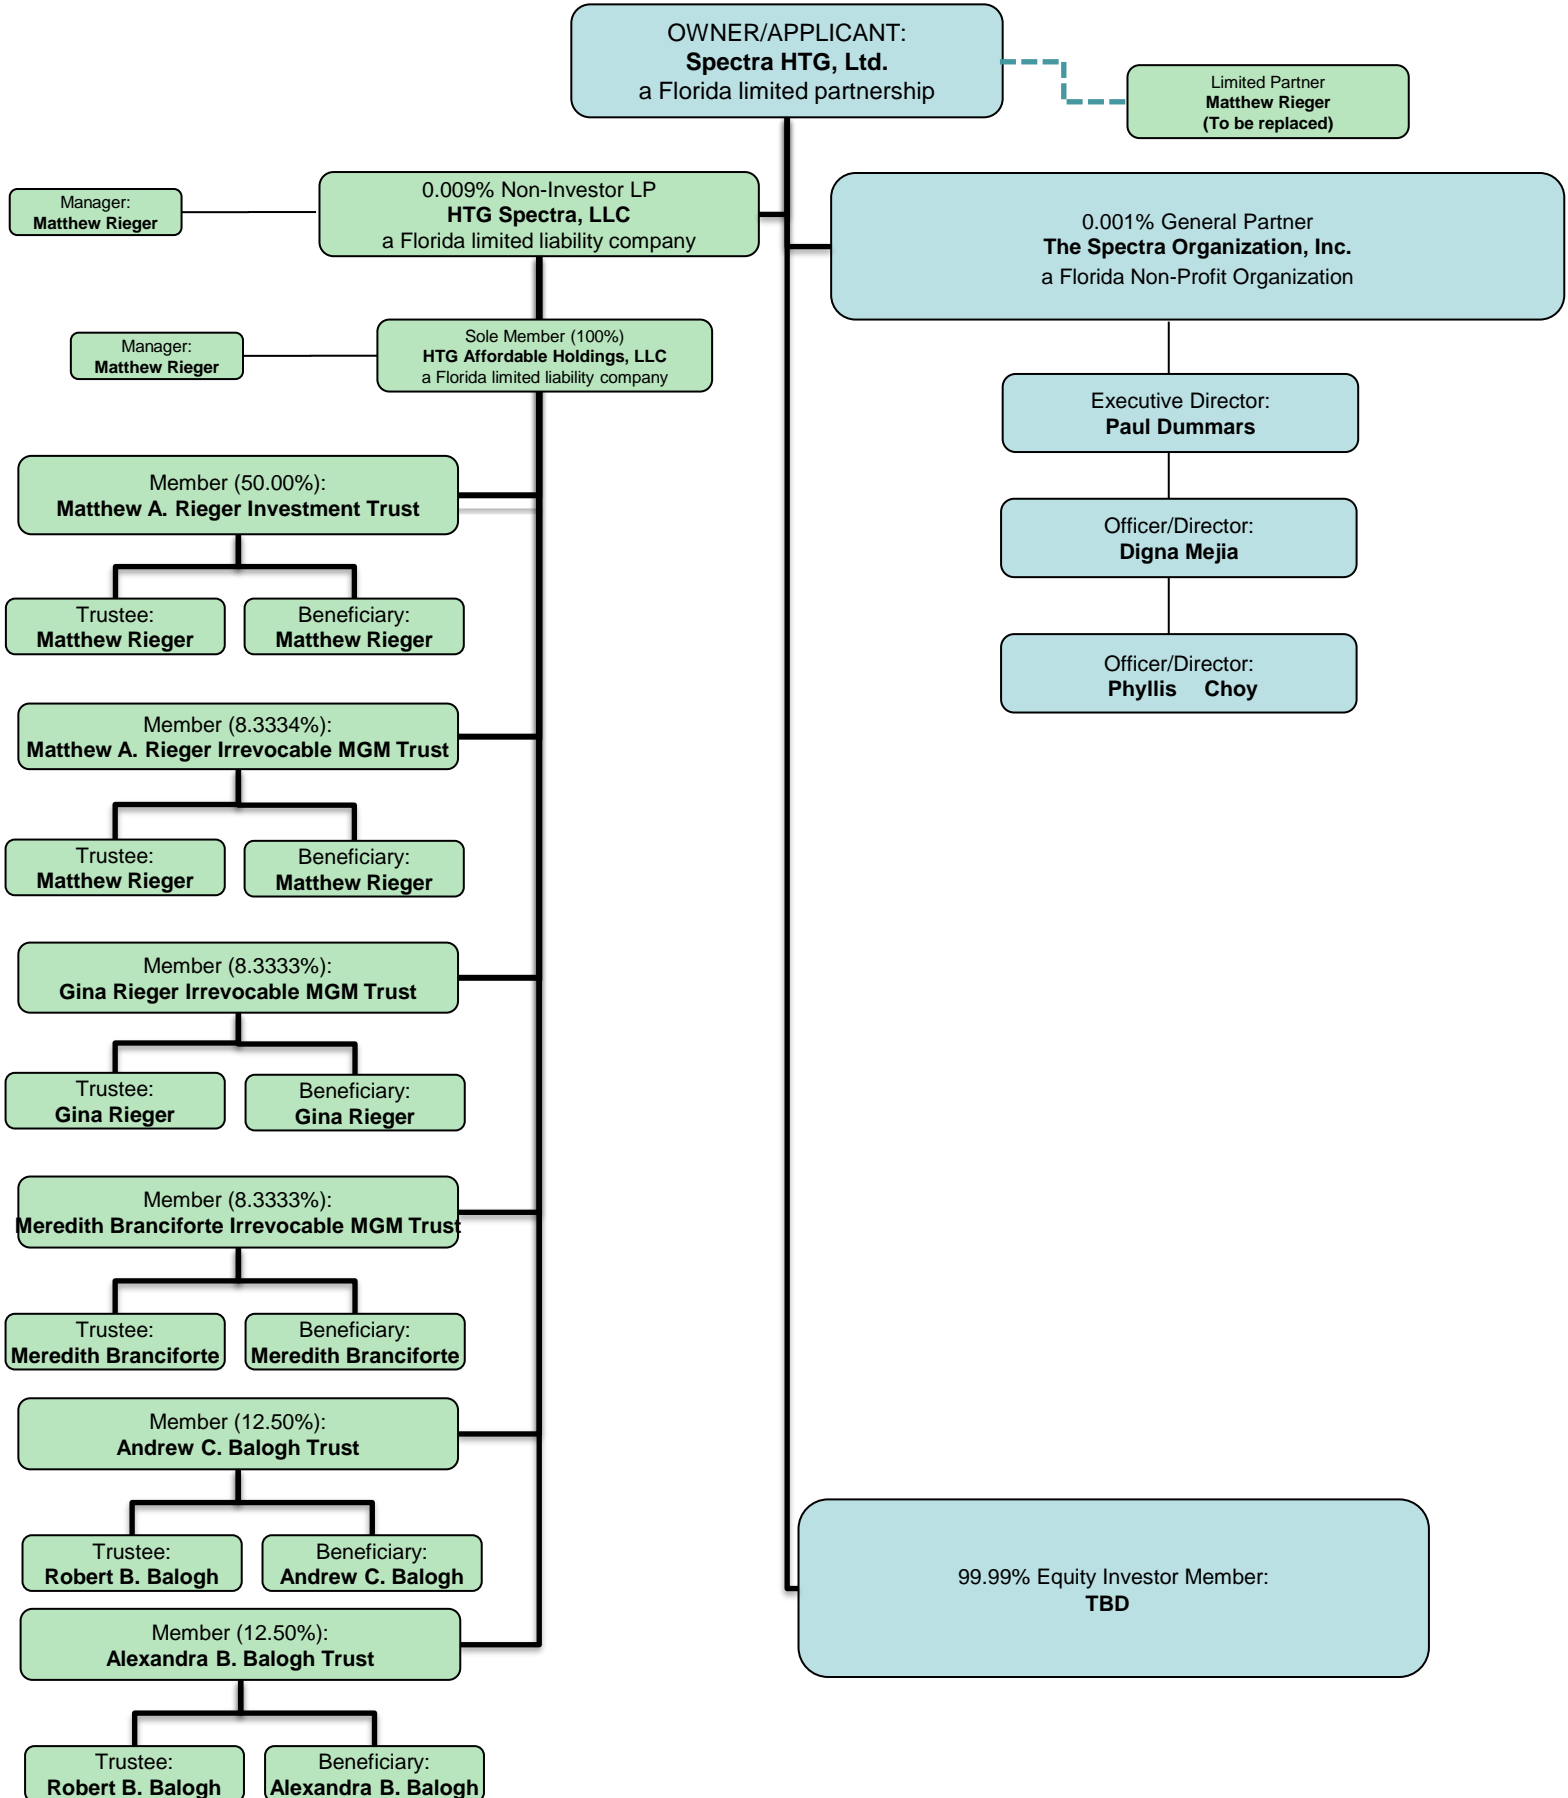 OWNER/APPLICANT:
Spectra HTG, Ltd.
a Florida limited partnership
Limited Partner
Matthew Rieger
(To be replaced)
Manager:
Matthew Rieger
0.009% Non-Investor LP
HTG Spectra, LLC
a Florida limited liability company
0.001% General Partner
The Spectra Organization, Inc.
a Florida Non-Profit Organization
Manager:
Matthew Rieger
Sole Member (100%)
HTG Affordable Holdings, LLC
a Florida limited liability company
Executive Director:
Paul Dummars
Officer/Director:
Digna Mejia
Officer/Director:
Phyllis Choy
Member (50.00%):
Matthew A. Rieger Investment Trust
Trustee:
Matthew Rieger
Beneficiary:
Matthew Rieger
Member (8.3334%):
Matthew A. Rieger Irrevocable MGM Trust
Trustee:
Matthew Rieger
Beneficiary:
Matthew Rieger
Member (8.3333%):
Gina Rieger Irrevocable MGM Trust
Trustee:
Gina Rieger
Beneficiary:
Gina Rieger
Member (8.3333%):
Meredith Branciforte Irrevocable MGM Trust
Trustee:
Meredith Branciforte
Beneficiary:
Meredith Branciforte
Member (12.50%):
Andrew C. Balogh Trust
Trustee:
Robert B. Balogh
Beneficiary:
Andrew C. Balogh
Member (12.50%):
Alexandra B. Balogh Trust
Trustee:
Robert B. Balogh
Beneficiary:
Alexandra B. Balogh
99.99% Equity Investor Member:
TBD